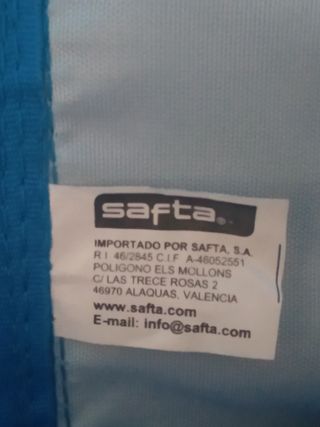 safta
IMPORTADO POR SAFTA, S.A.
R.I. 46/2845 C.I.F. A-46052551
POLIGONO ELS MOLLONS
C/ LAS TRECE ROSAS 2
46970 ALAQUAS, VALENCIA
www.safta.com
E-mail: info@safta.com